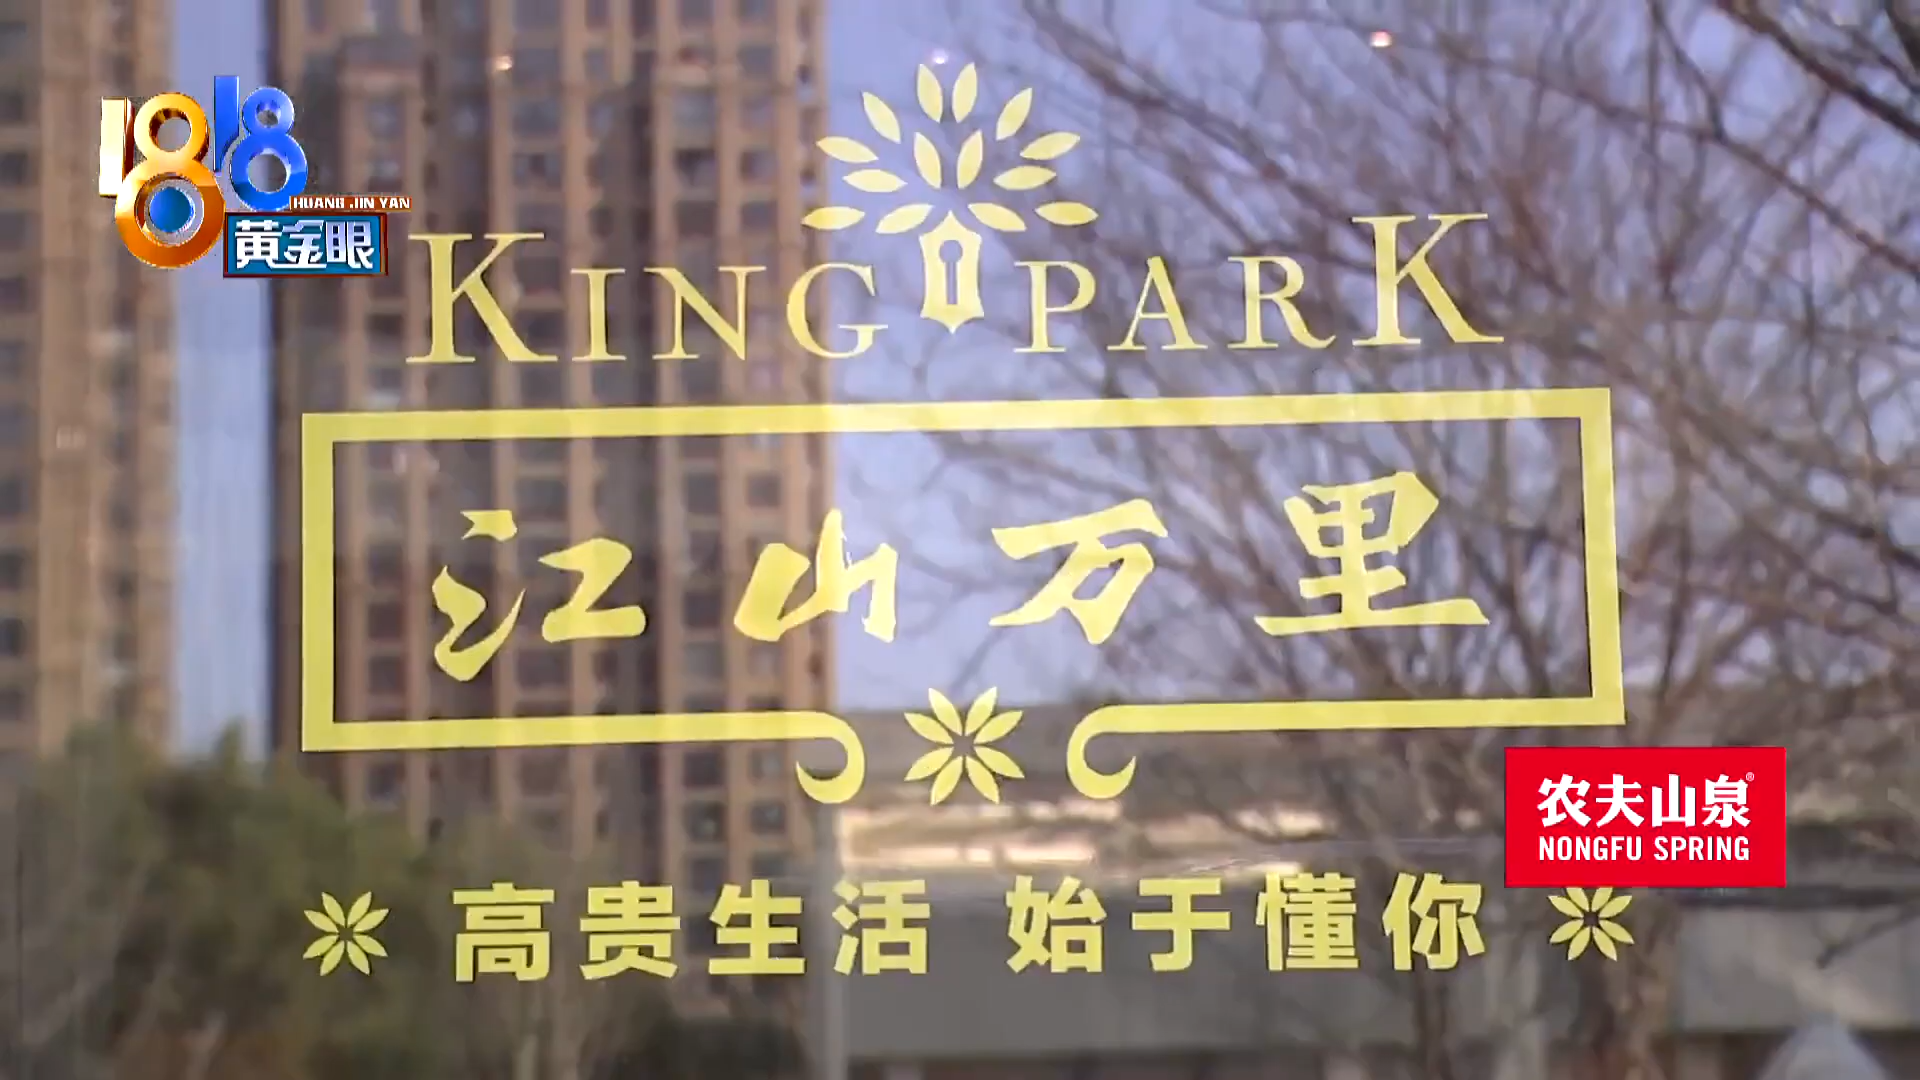 1818
HUANG JIN YAN
黄金眼
KING PARK
江山万里
农夫山泉®
NONGFU SPRING
高贵生活 始于懂你